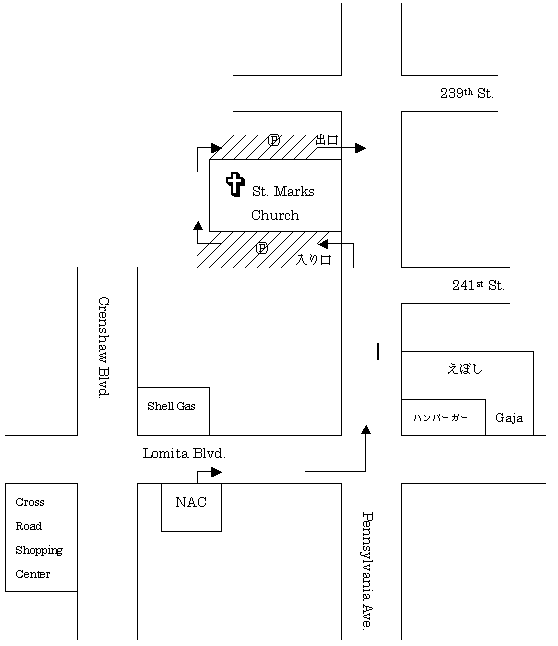 239th St.
Ⓟ
出口
St. Marks
Church
Ⓟ
入り口
241st St.
Crenshaw Blvd.
えぼし
Shell Gas
ハンバーガー
Gaja
Lomita Blvd.
NAC
Cross
Road
Shopping
Center
Pennsylvania Ave.